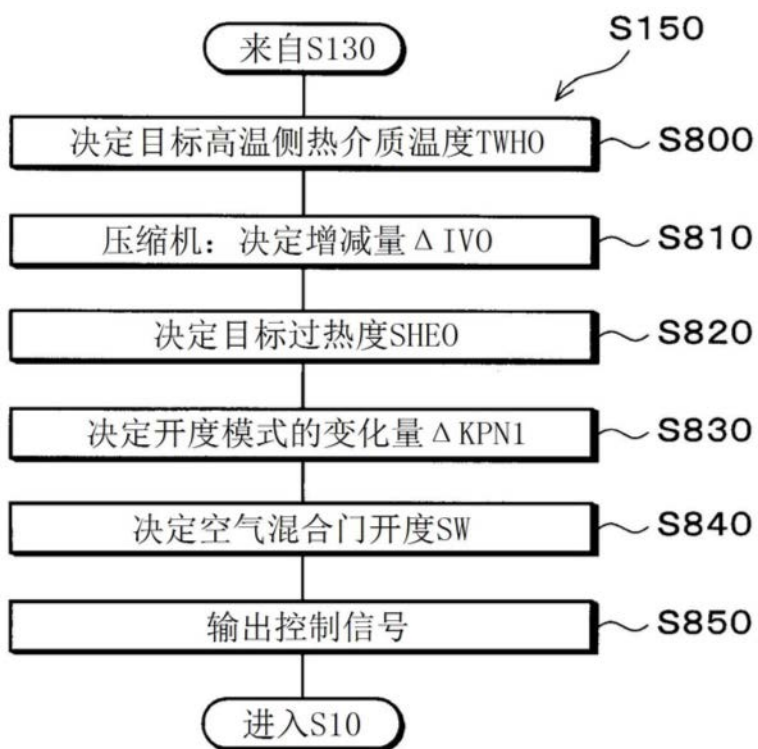 来自S130
S150
决定目标高温侧热介质温度TWHO
S800
压缩机：决定增减量ΔIVO
S810
决定目标过热度SHEO
S820
决定开度模式的变化量ΔKPN1
S830
决定空气混合门开度SW
S840
输出控制信号
S850
进入S10